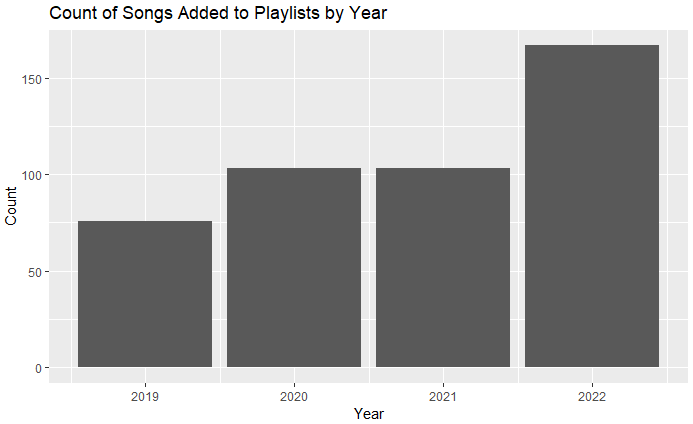 Count of Songs Added to Playlists by Year
150
100
50
0
Count
2019 2020 2021 2022
Year